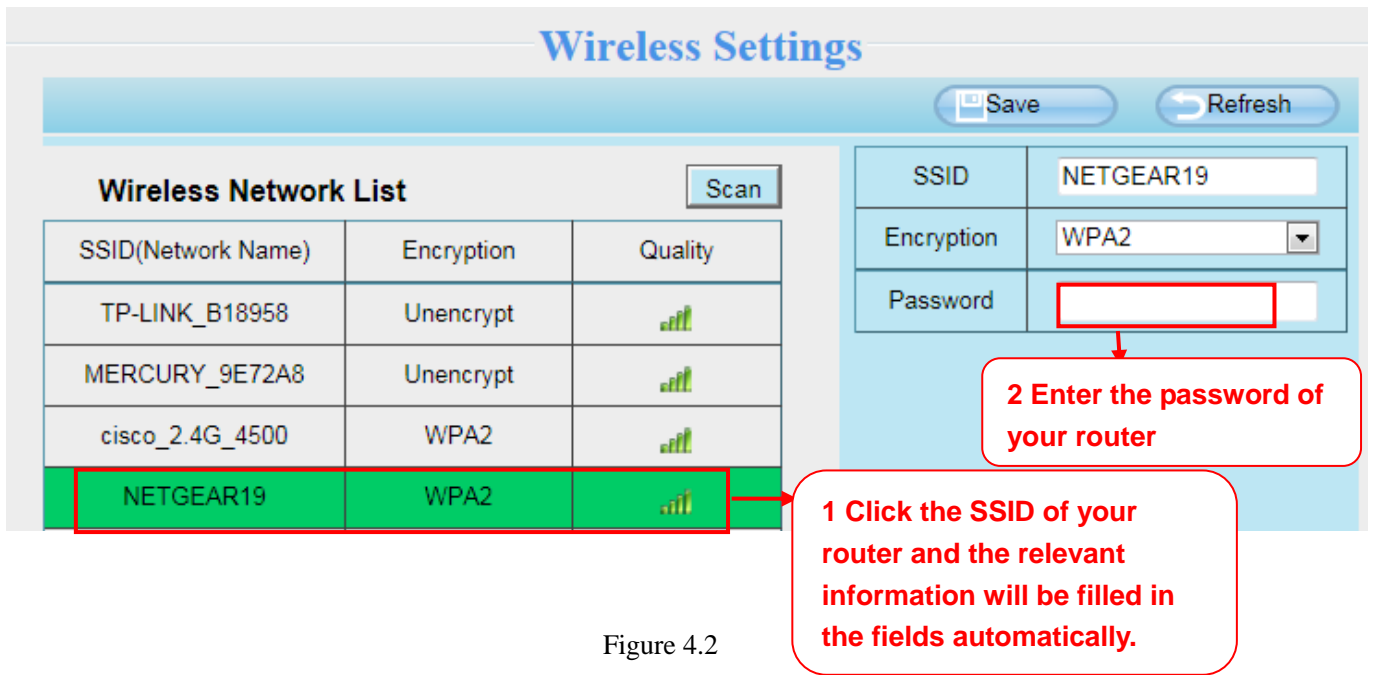 Wireless Settings
Save Refresh
Wireless Network List Scan
SSID(Network Name) Encryption Quality
TP-LINK_B18958 Unencrypt
MERCURY_9E72A8 Unencrypt
cisco_2.4G_4500 WPA2
NETGEAR19 WPA2
SSID NETGEAR19
Encryption WPA2
Password
2 Enter the password of
your router
1 Click the SSID of your
router and the relevant
information will be filled in
the fields automatically.
Figure 4.2